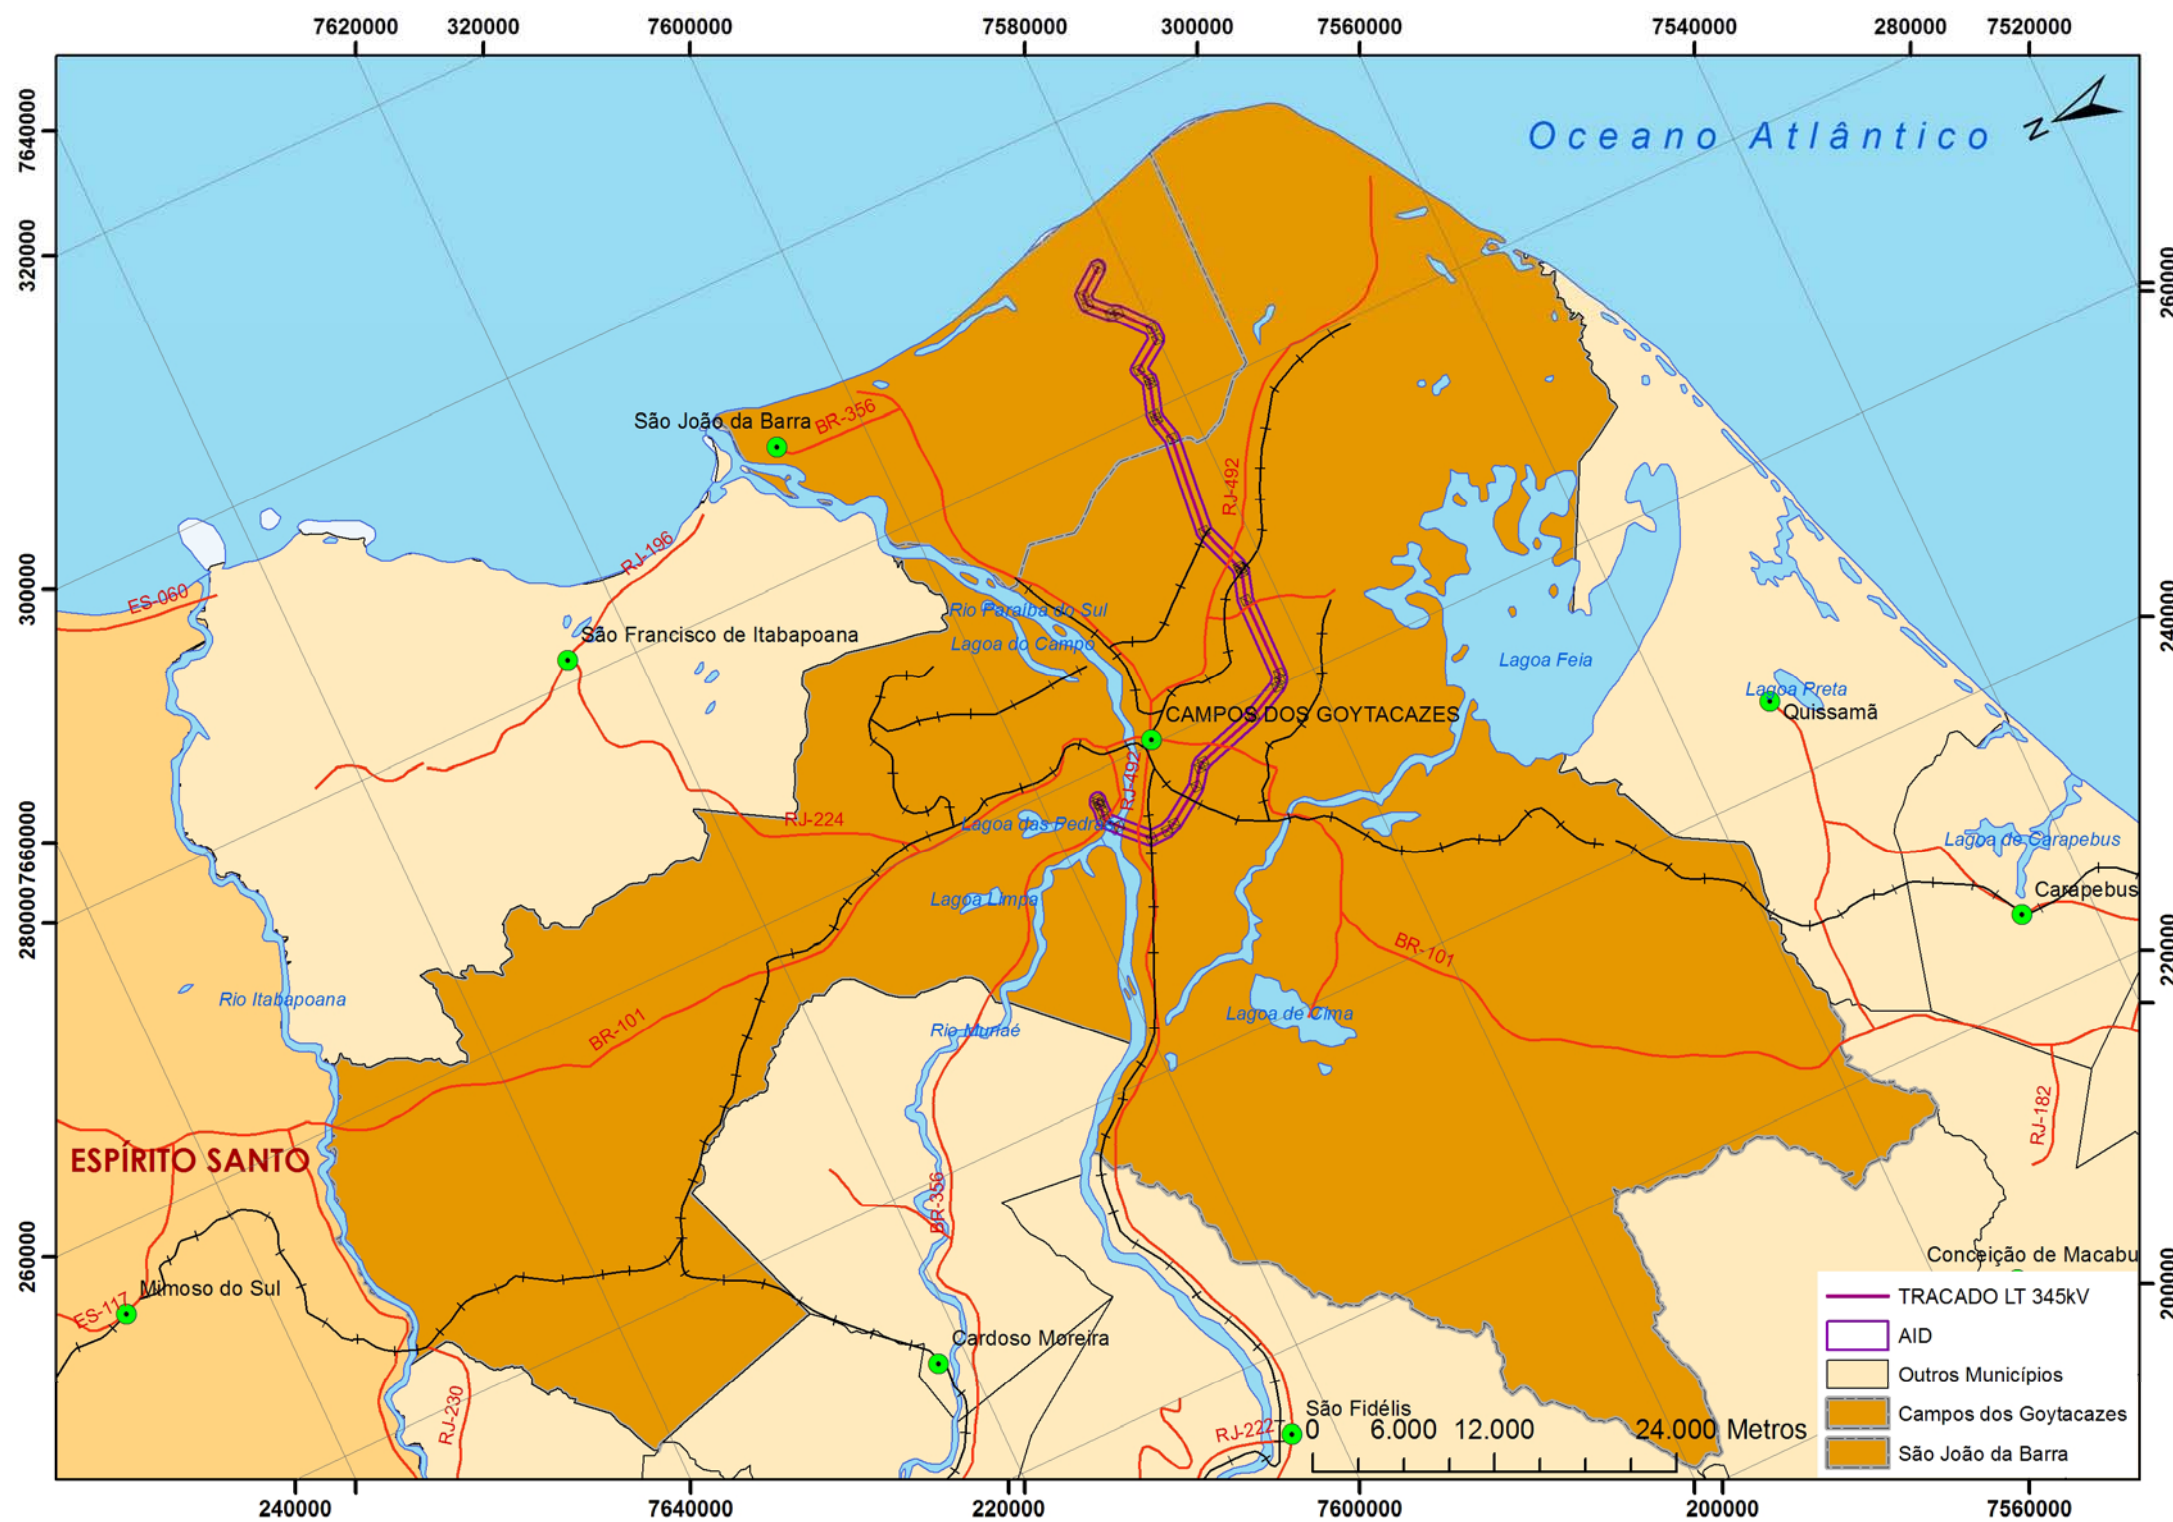 7620000 320000 7600000 7580000 3000000 7560000 7540000 280000 7520000
7640000
320000
300000
7660000
280000
260000
260000
240000
220000
200000
Oceano Atlântico
N
São João da Barra
BR-356
RJ-492
RJ-196
ES-060
São Francisco de Itabapoana
Rio Paraíba do Sul
Lagoa do Campo
Lagoa Feia
Lagoa Preta
Quissamã
CAMPOS DOS GOYTACAZES
RJ-492
RJ-224
Lagoa das Pedras
Lagoa de Carapebus
Carapebus
Lagoa Limpa
BR-101
Rio Itabapoana
Lagoa de Cima
BR-101
Rio Muriaé
RJ-182
ESPÍRITO SANTO
BR-356
Conceição de Macabu
Mimoso do Sul
ES-117
Cardoso Moreira
RJ-230
São Fidélis
RJ-222
0 6.000 12.000 24.000 Metros
TRACADO LT 345kV
AID
Outros Municípios
Campos dos Goytacazes
São João da Barra
240000 7640000 220000 7600000 200000 7560000